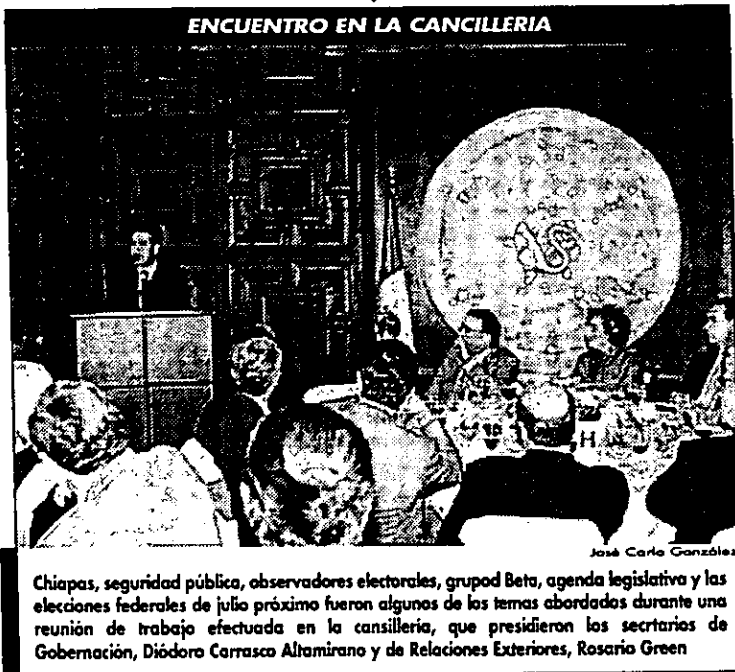 ENCUENTRO EN LA CANCILLERIA
H
José Carlo González
Chiapas, seguridad pública, observadores electorales, grupod Beta, agenda legislativa y las
elecciones federales de julio próximo fueron algunos de los temas abordados durante una
reunión de trabajo efectuada en la cansillería, que presidieron los secrtarios de
Gobernación, Diódoro Carrasco Altamirano y de Relaciones Exteriores, Rosario Green